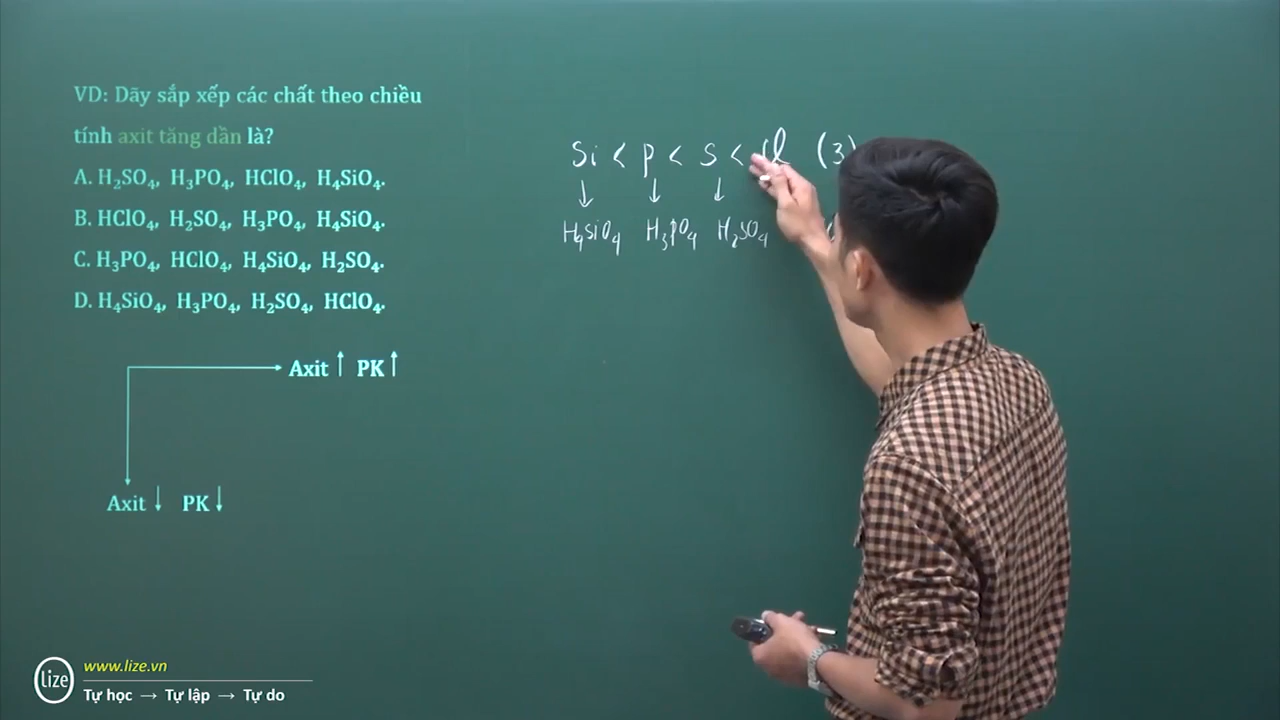 VD: Dãy sắp xếp các chất theo chiều
tính axit tăng dần là?
A. H₂SO₄, H₃PO₄, HClO₄, H₄SiO₄.
B. HClO₄, H₂SO₄, H₃PO₄, H₄SiO₄.
C. H₃PO₄, HClO₄, H₄SiO₄, H₂SO₄.
D. H₄SiO₄, H₃PO₄, H₂SO₄, HClO₄.
Axit ↑ PK ↑
Axit ↓ PK ↓
Si < P < S < Cl (3)
↓ ↓ ↓
H₄SiO₄ H₃PO₄ H₂SO₄
lize
www.lize.vn
Tự học → Tự lập → Tự do